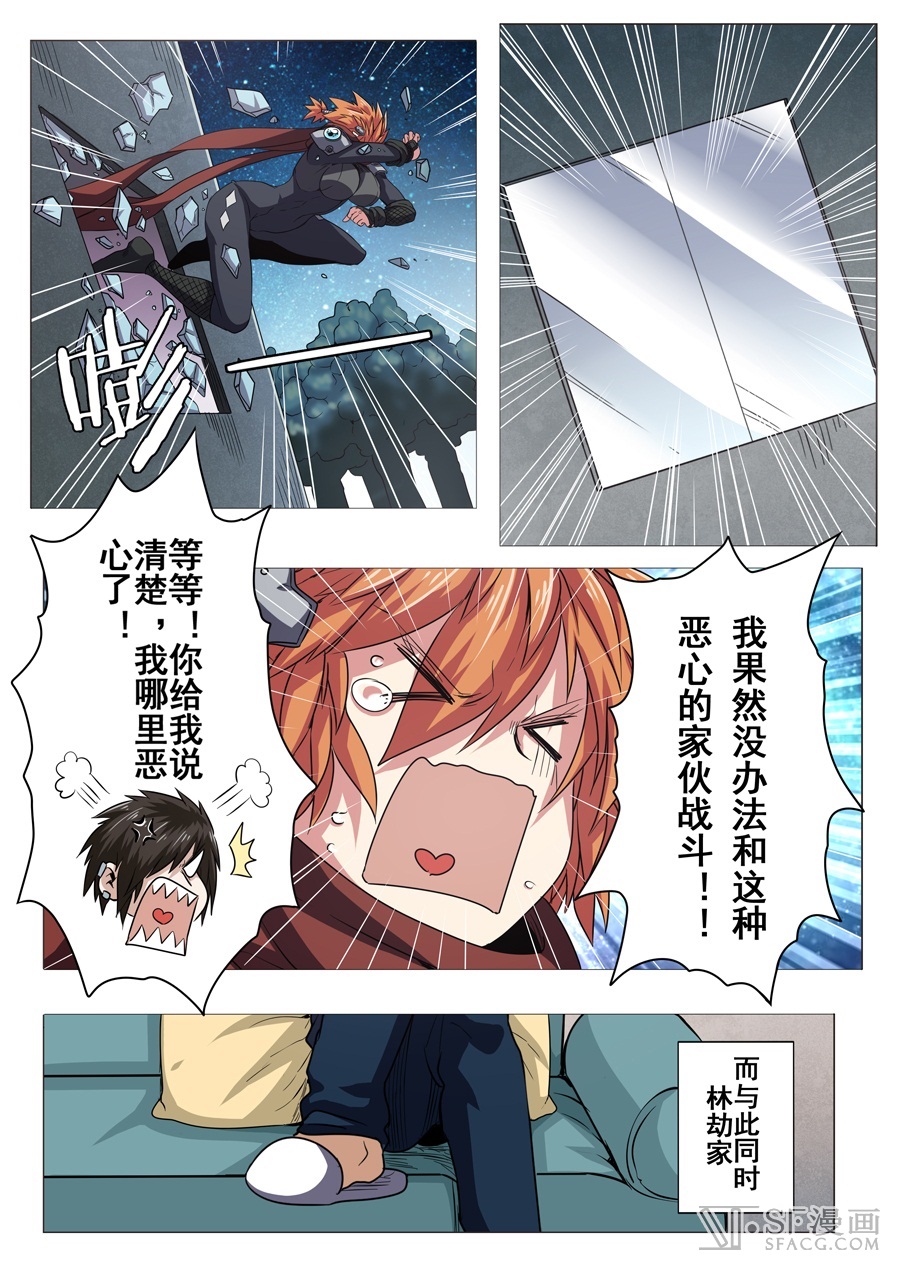 嘭
我果然没办法和这种
恶心的家伙战斗！！
等等！你给我说
清楚，我哪里恶
心了！
而与此同时
林劫家
SF漫画
SFACG.COM